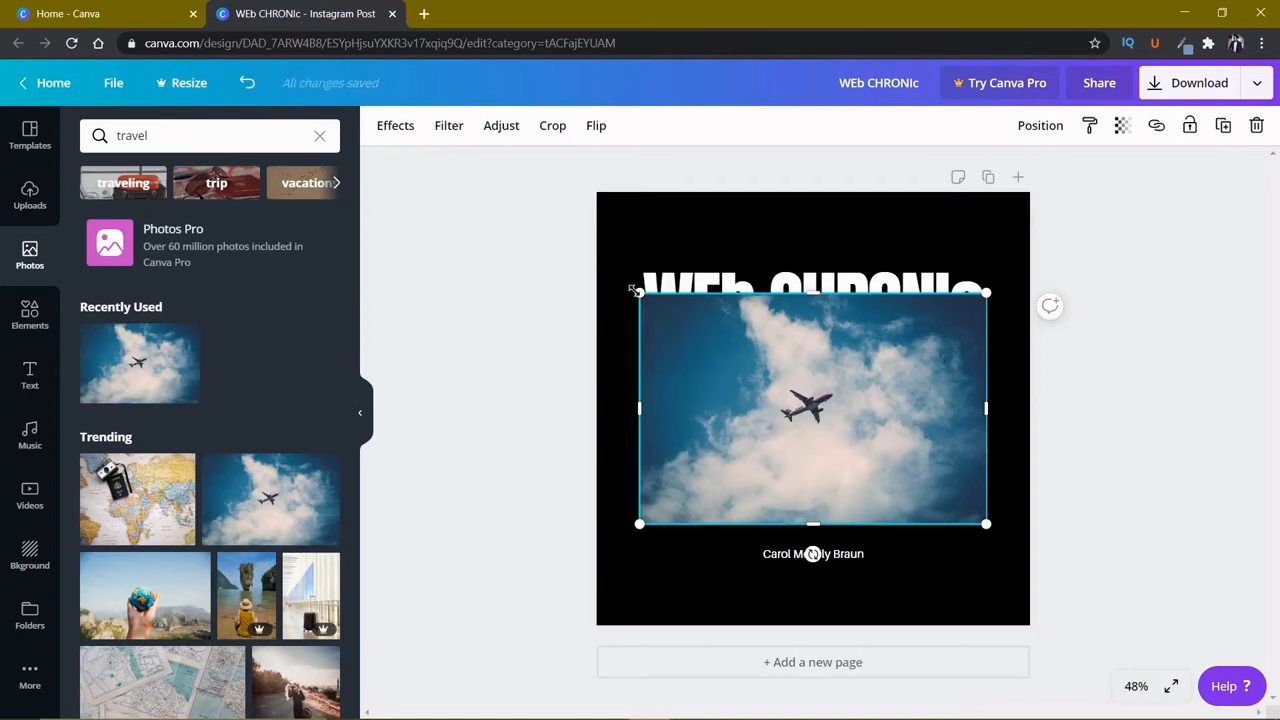 Home - Canva
WEb CHRONIc - Instagram Post
canva.com/design/DAD_7ARW4B8/ESYpHjsuYXKR3v17xqiq9Q/edit?category=tACFajEYUAM
Home
File
Resize
All changes saved
WEb CHRONIc
Try Canva Pro
Share
Download
Templates
Uploads
Photos
Elements
Text
Music
Videos
Bkground
Folders
More
travel
traveling
trip
vacation
Photos Pro
Over 60 million photos included in
Canva Pro
Recently Used
Trending
Effects
Filter
Adjust
Crop
Flip
Position
WEb CHRONIc
+ Add a new page
48%
Help ?